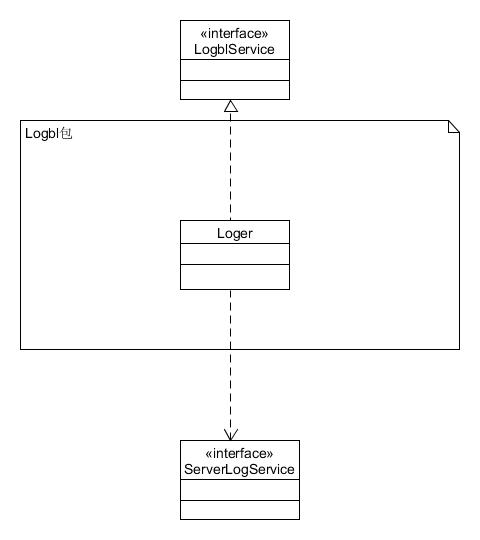 «interface»
LogblService
Logbl包
Loger
«interface»
ServerLogService